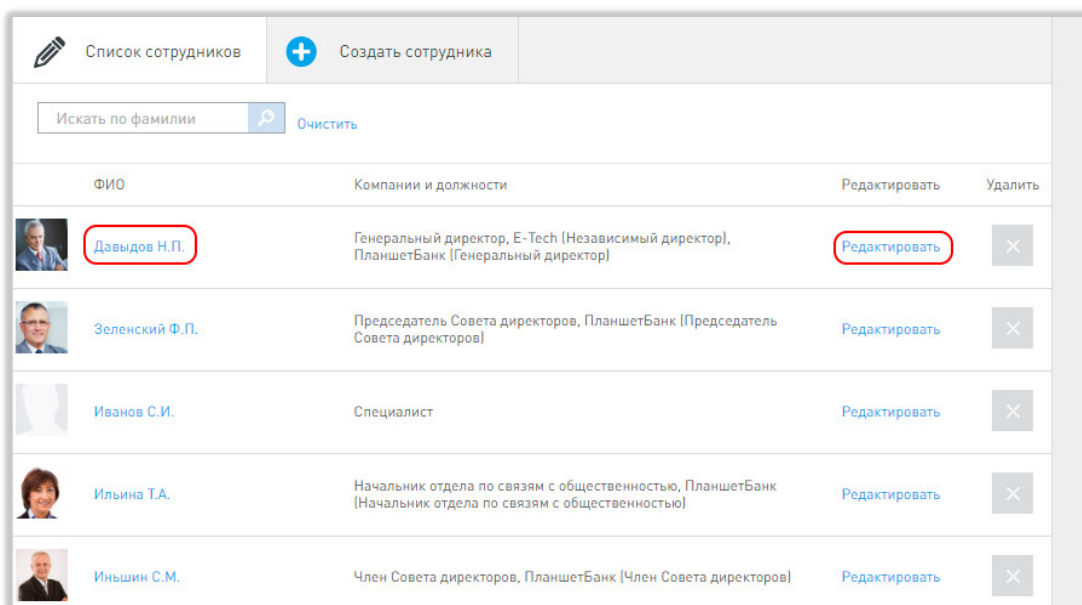 Список сотрудников
Создать сотрудника
Искать по фамилии
Очистить
ФИО
Компании и должности
Редактировать
Удалить
Давыдов Н.П.
Генеральный директор, E-Tech (Независимый директор),
ПланшетБанк (Генеральный директор)
Редактировать
Зеленский Ф.П.
Председатель Совета директоров, ПланшетБанк (Председатель
Совета директоров)
Редактировать
Иванов С.И.
Специалист
Редактировать
Ильина Т.А.
Начальник отдела по связям с общественностью, ПланшетБанк
(Начальник отдела по связям с общественностью)
Редактировать
Иньшин С.М.
Член Совета директоров, ПланшетБанк (Член Совета директоров)
Редактировать